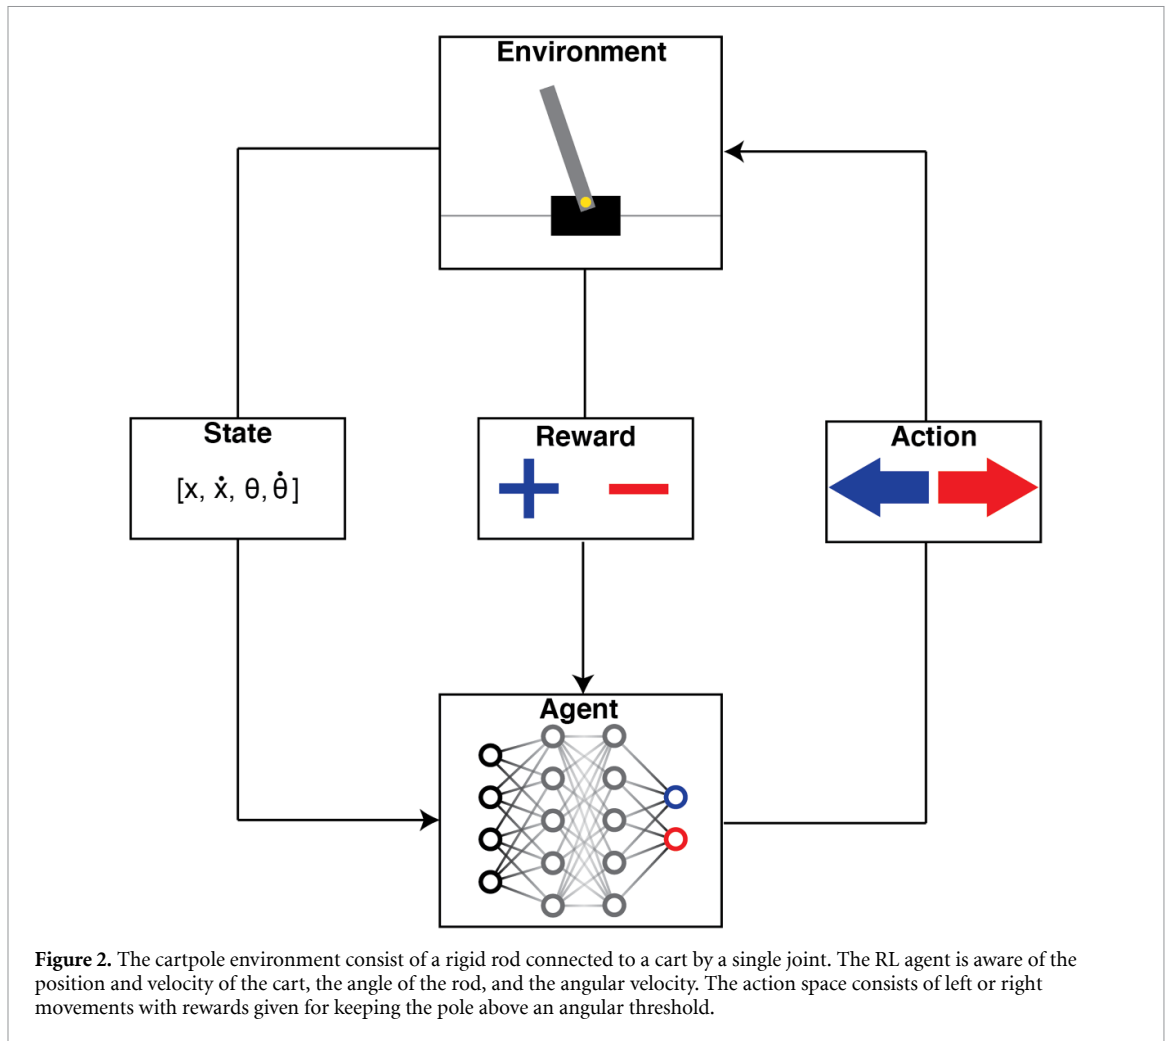 Environment
State
[x, ẋ, θ, θ̇]
Reward
Action
Agent
Figure 2. The cartpole environment consist of a rigid rod connected to a cart by a single joint. The RL agent is aware of the
position and velocity of the cart, the angle of the rod, and the angular velocity. The action space consists of left or right
movements with rewards given for keeping the pole above an angular threshold.